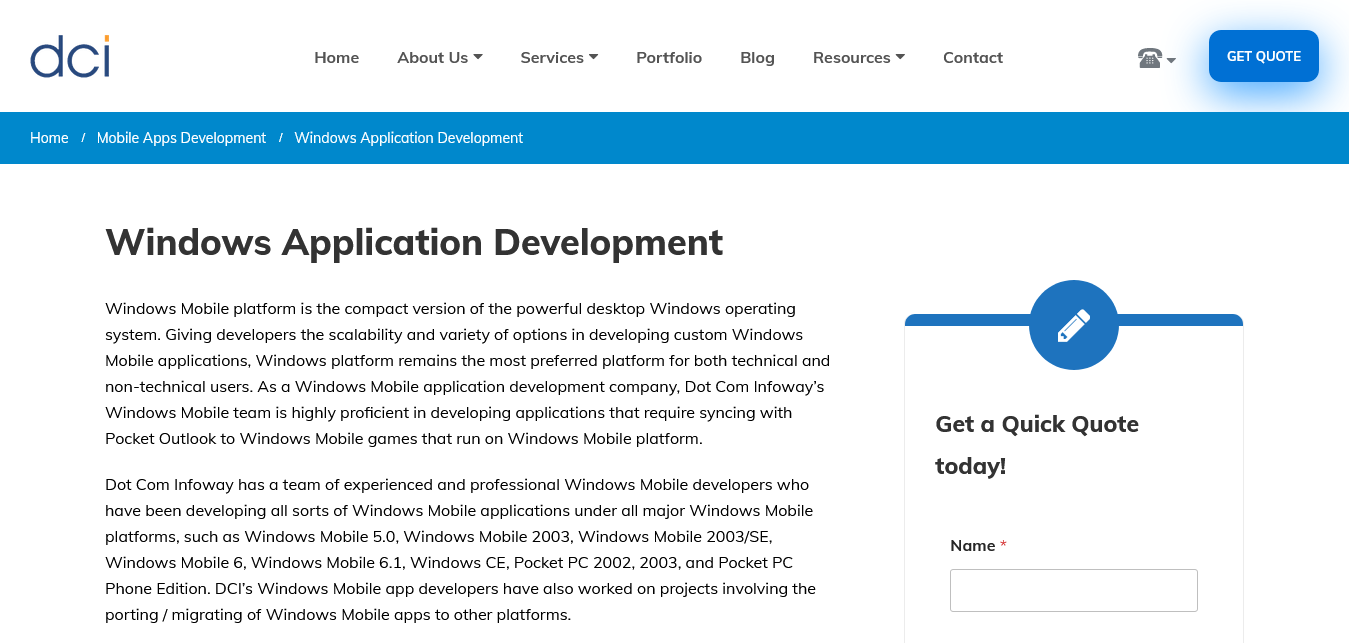 dci
Home
About Us
Services
Portfolio
Blog
Resources
Contact
GET QUOTE
Home / Mobile Apps Development / Windows Application Development
Windows Application Development
Windows Mobile platform is the compact version of the powerful desktop Windows operating
system. Giving developers the scalability and variety of options in developing custom Windows
Mobile applications, Windows platform remains the most preferred platform for both technical and
non-technical users. As a Windows Mobile application development company, Dot Com Infoway’s
Windows Mobile team is highly proficient in developing applications that require syncing with
Pocket Outlook to Windows Mobile games that run on Windows Mobile platform.
Dot Com Infoway has a team of experienced and professional Windows Mobile developers who
have been developing all sorts of Windows Mobile applications under all major Windows Mobile
platforms, such as Windows Mobile 5.0, Windows Mobile 2003, Windows Mobile 2003/SE,
Windows Mobile 6, Windows Mobile 6.1, Windows CE, Pocket PC 2002, 2003, and Pocket PC
Phone Edition. DCI’s Windows Mobile app developers have also worked on projects involving the
porting / migrating of Windows Mobile apps to other platforms.
Get a Quick Quote
today!
Name *